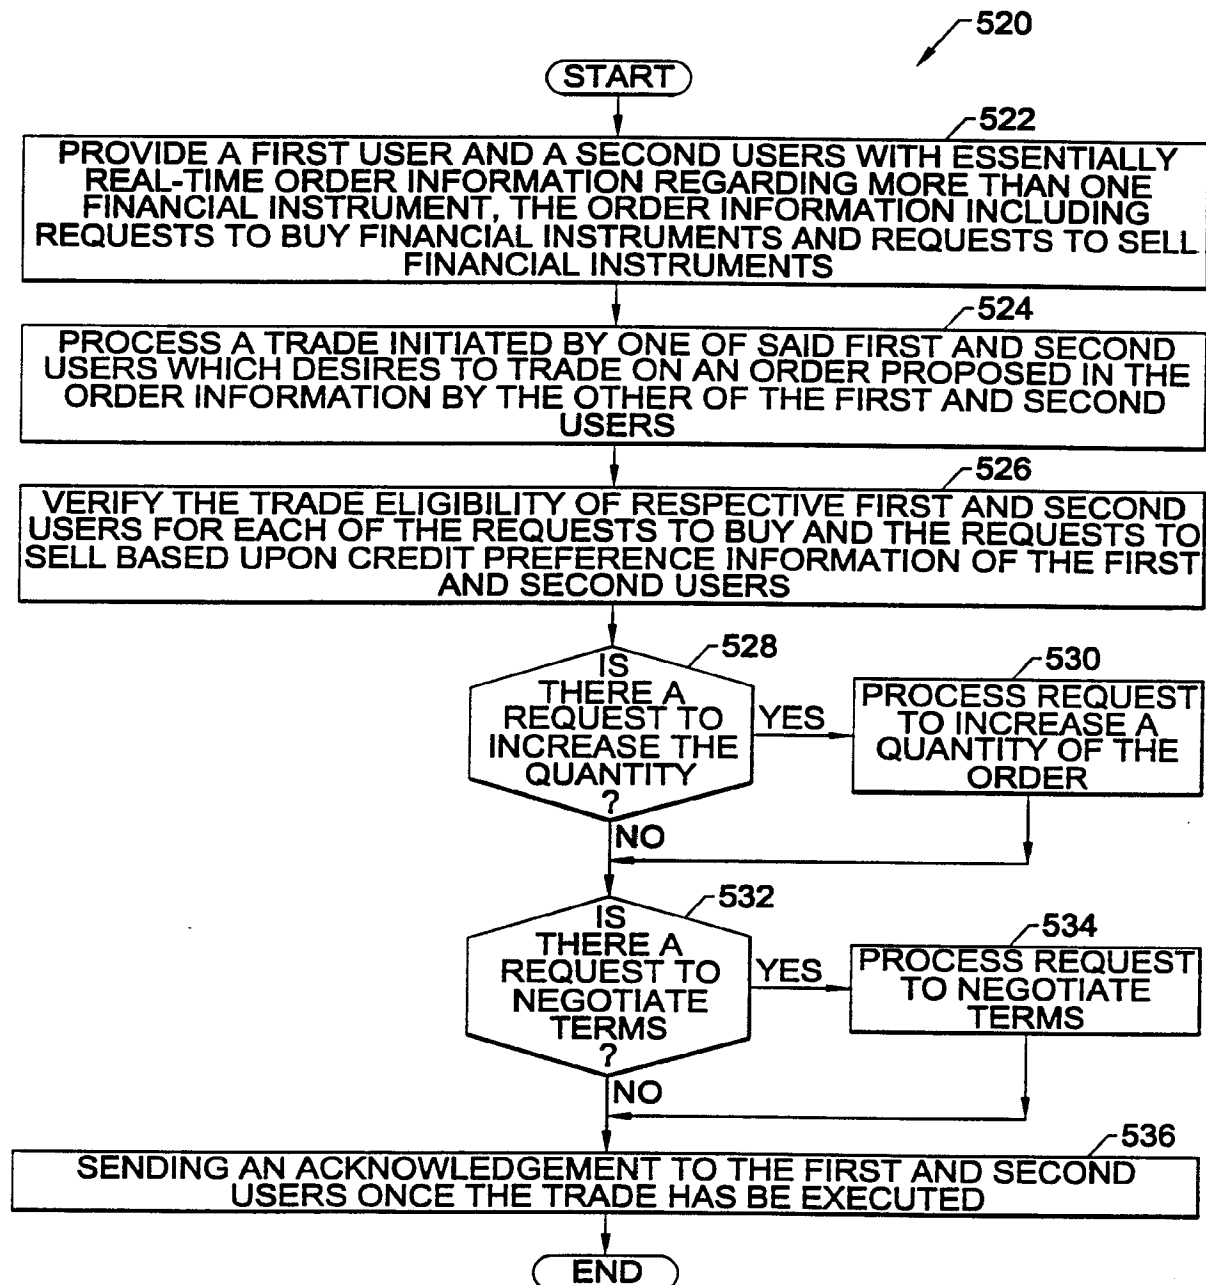 520
START
522
PROVIDE A FIRST USER AND A SECOND USERS WITH ESSENTIALLY
REAL-TIME ORDER INFORMATION REGARDING MORE THAN ONE
FINANCIAL INSTRUMENT, THE ORDER INFORMATION INCLUDING
REQUESTS TO BUY FINANCIAL INSTRUMENTS AND REQUESTS TO SELL
FINANCIAL INSTRUMENTS
524
PROCESS A TRADE INITIATED BY ONE OF SAID FIRST AND SECOND
USERS WHICH DESIRES TO TRADE ON AN ORDER PROPOSED IN THE
ORDER INFORMATION BY THE OTHER OF THE FIRST AND SECOND
USERS
526
VERIFY THE TRADE ELIGIBILITY OF RESPECTIVE FIRST AND SECOND
USERS FOR EACH OF THE REQUESTS TO BUY AND THE REQUESTS TO
SELL BASED UPON CREDIT PREFERENCE INFORMATION OF THE FIRST
AND SECOND USERS
528
IS
THERE A
REQUEST TO
INCREASE THE
QUANTITY
?
YES
NO
530
PROCESS REQUEST
TO INCREASE A
QUANTITY OF THE
ORDER
532
IS
THERE A
REQUEST TO
NEGOTIATE
TERMS
?
YES
NO
534
PROCESS REQUEST
TO NEGOTIATE
TERMS
536
SENDING AN ACKNOWLEDGEMENT TO THE FIRST AND SECOND
USERS ONCE THE TRADE HAS BE EXECUTED
END